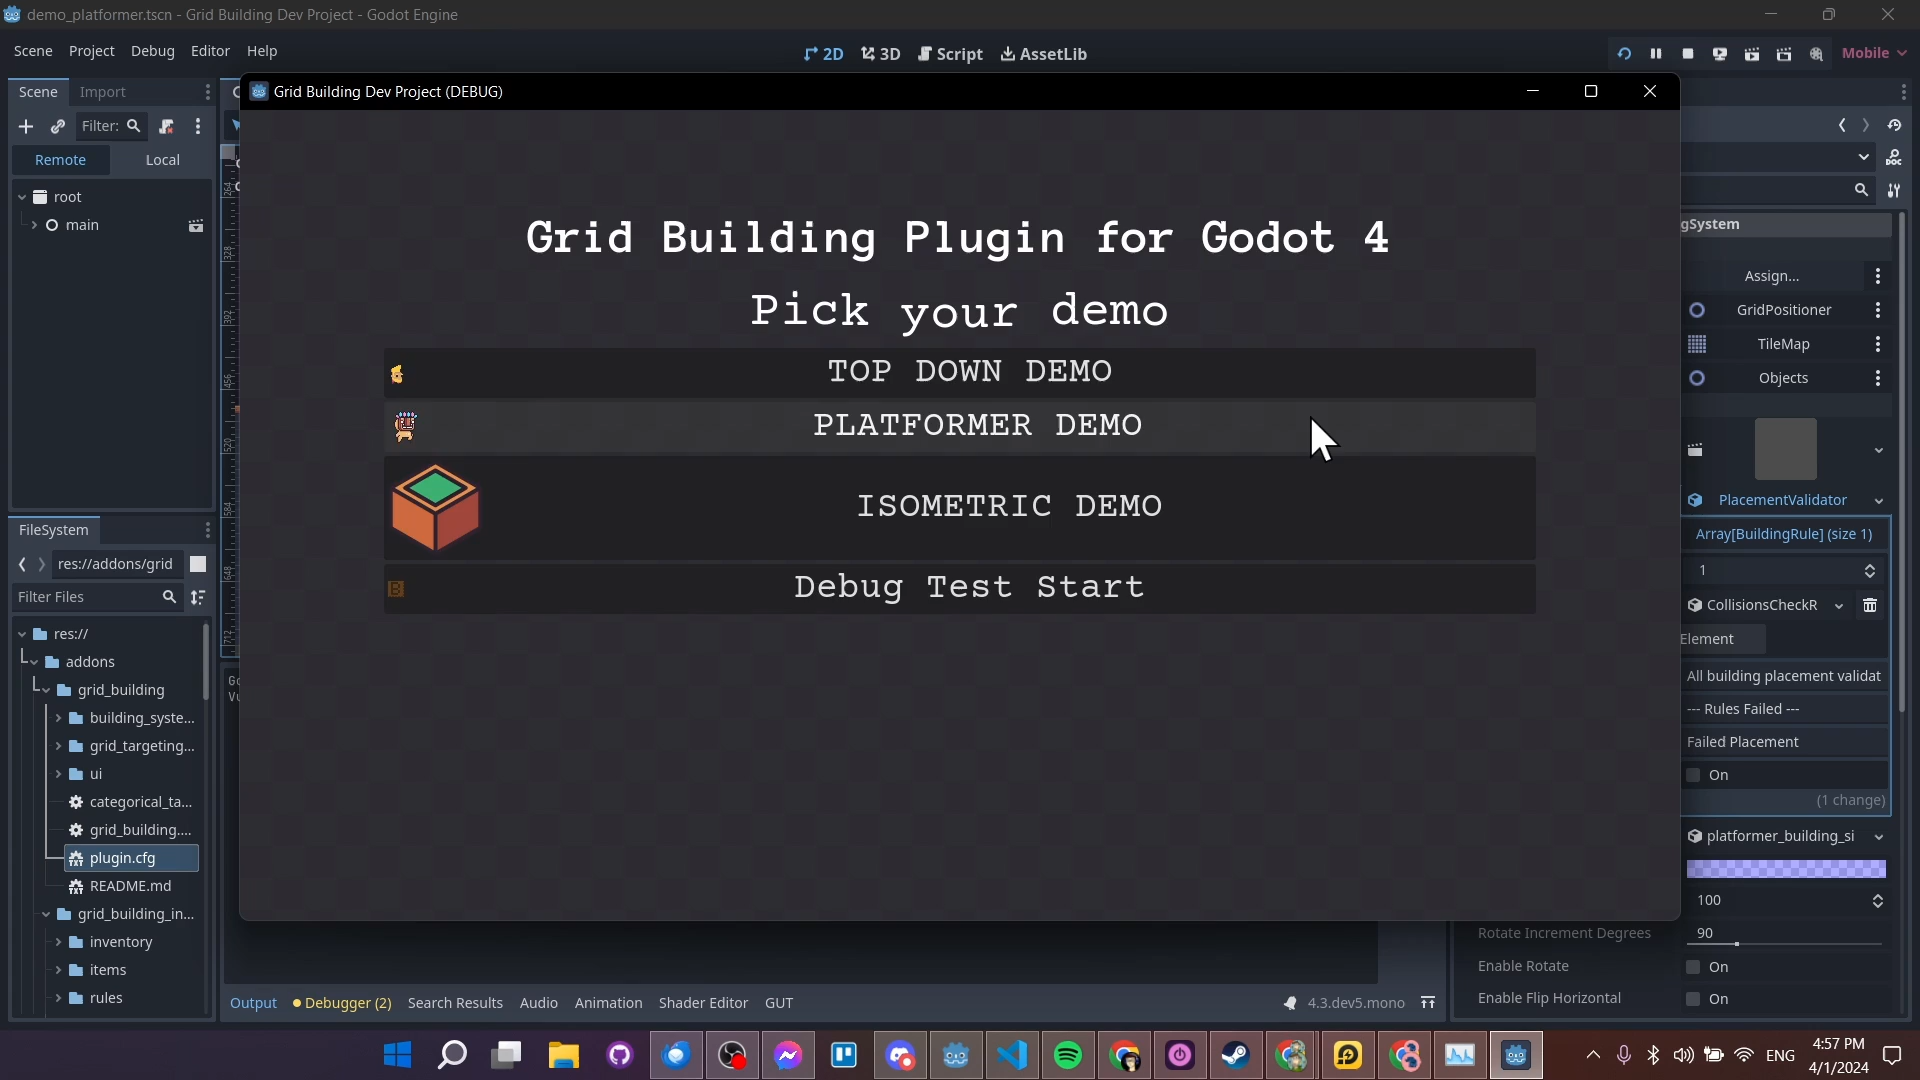 demo_platformer.tscn - Grid Building Dev Project - Godot Engine
Scene Project Debug Editor Help
2D 3D Script AssetLib
Mobile
Scene Import
Grid Building Dev Project (DEBUG)
Filter:
Remote Local
root
main
Grid Building Plugin for Godot 4
Pick your demo
TOP DOWN DEMO
PLATFORMER DEMO
ISOMETRIC DEMO
Debug Test Start
gSystem
Assign...
GridPositioner
TileMap
Objects
PlacementValidator
Array[BuildingRule] (size 1)
1
CollisionsCheckR
Element
All building placement validat
--- Rules Failed ---
Failed Placement
On
(1 change)
platformer_building_si
100
Rotate Increment Degrees 90
Enable Rotate On
Enable Flip Horizontal On
FileSystem
res://addons/grid
Filter Files
res://
addons
grid_building
building_syste...
grid_targeting...
ui
categorical_ta...
grid_building....
plugin.cfg
README.md
grid_building_in...
inventory
items
rules
Output Debugger (2) Search Results Audio Animation Shader Editor GUT
4.3.dev5.mono
ENG
4:57 PM
4/1/2024